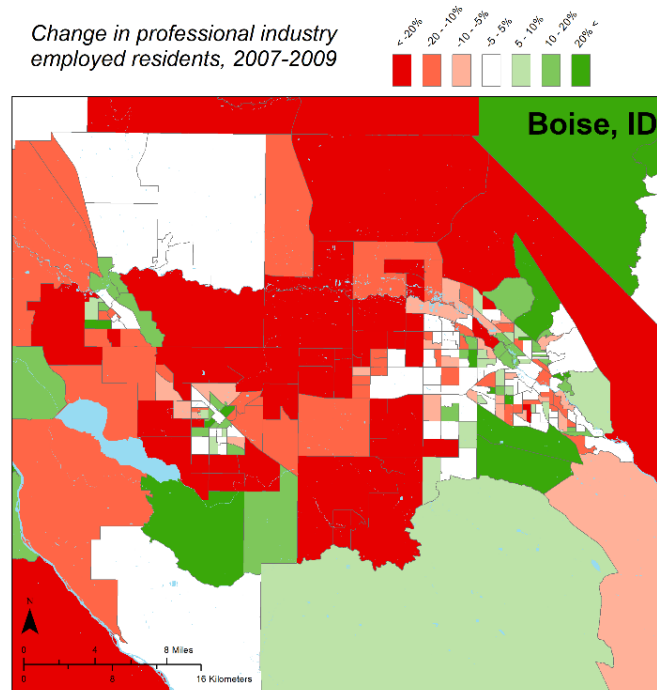 Change in professional industry
employed residents, 2007-2009
< -20%
-20 - -10%
-10 - -5%
-5 - 5%
5 - 10%
10 - 20%
20% <
Boise, ID
N
0 4 8 Miles
0 8 16 Kilometers